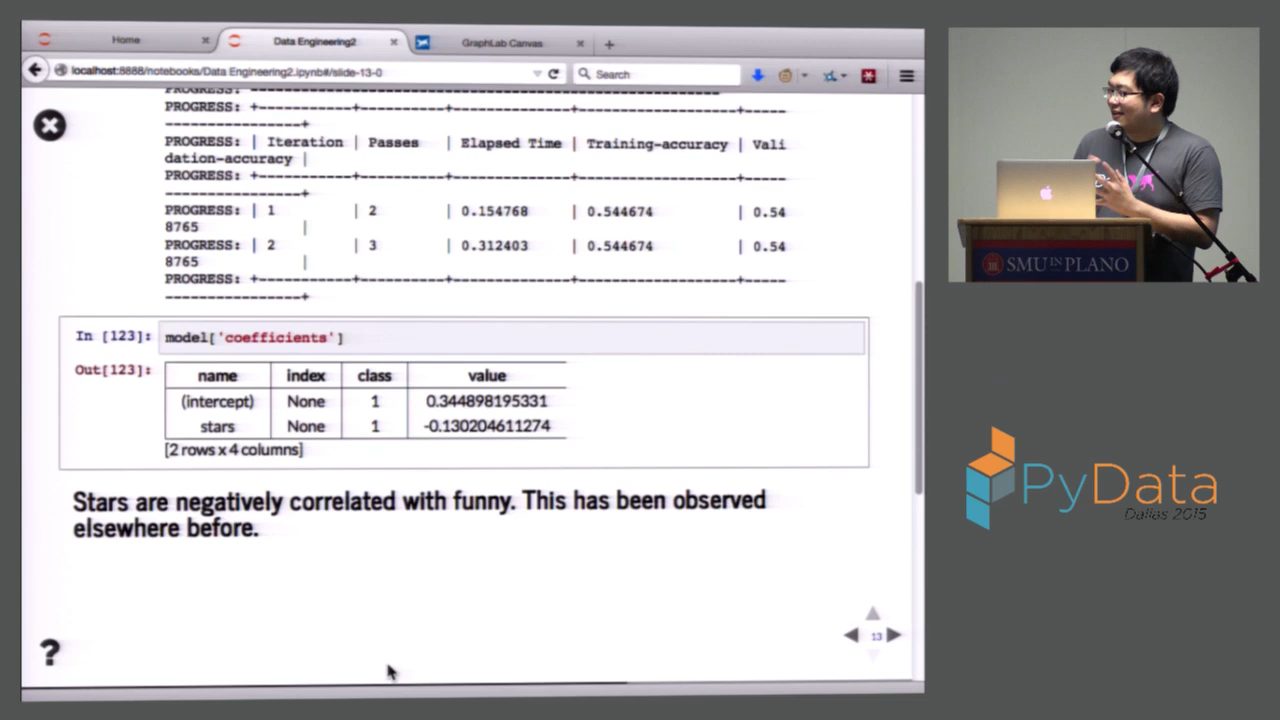 Home
Data Engineering2
GraphLab Canvas
localhost:8888/notebooks/Data Engineering2.ipynb#/slide-13-0
Search
PROGRESS: +-----------+----------+--------------+-------------------+-----
----------------+
PROGRESS: | Iteration | Passes | Elapsed Time | Training-accuracy | Vali
dation-accuracy |
PROGRESS: +-----------+----------+--------------+-------------------+-----
----------------+
PROGRESS: | 1 | 2 | 0.154768 | 0.544674 | 0.54
8765 |
PROGRESS: | 2 | 3 | 0.312403 | 0.544674 | 0.54
8765 |
PROGRESS: +-----------+----------+--------------+-------------------+-----
----------------+
In [123]: model['coefficients']
Out[123]:
name index class value
(intercept) None 1 0.344898195331
stars None 1 -0.130204611274
[2 rows x 4 columns]
Stars are negatively correlated with funny. This has been observed
elsewhere before.
13
?
SMU IN PLANO
PyData
Dallas 2015